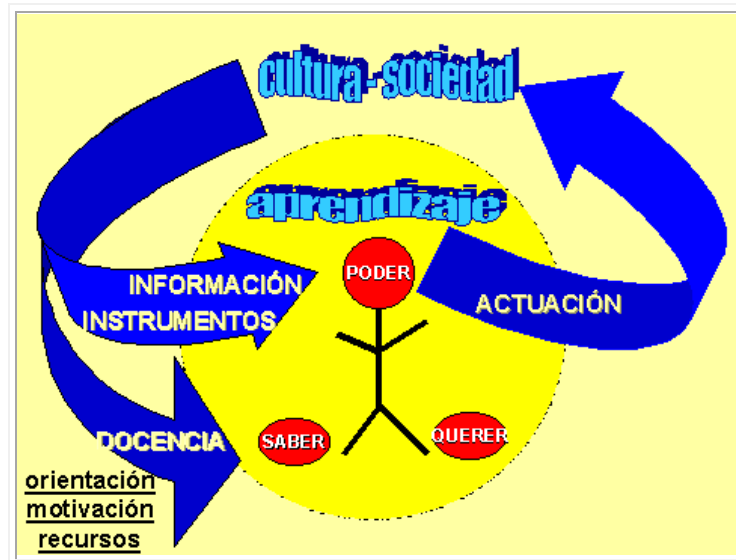 cultura - sociedad
aprendizaje
PODER
INFORMACIÓN
INSTRUMENTOS
ACTUACIÓN
DOCENCIA
SABER
QUERER
orientación
motivación
recursos